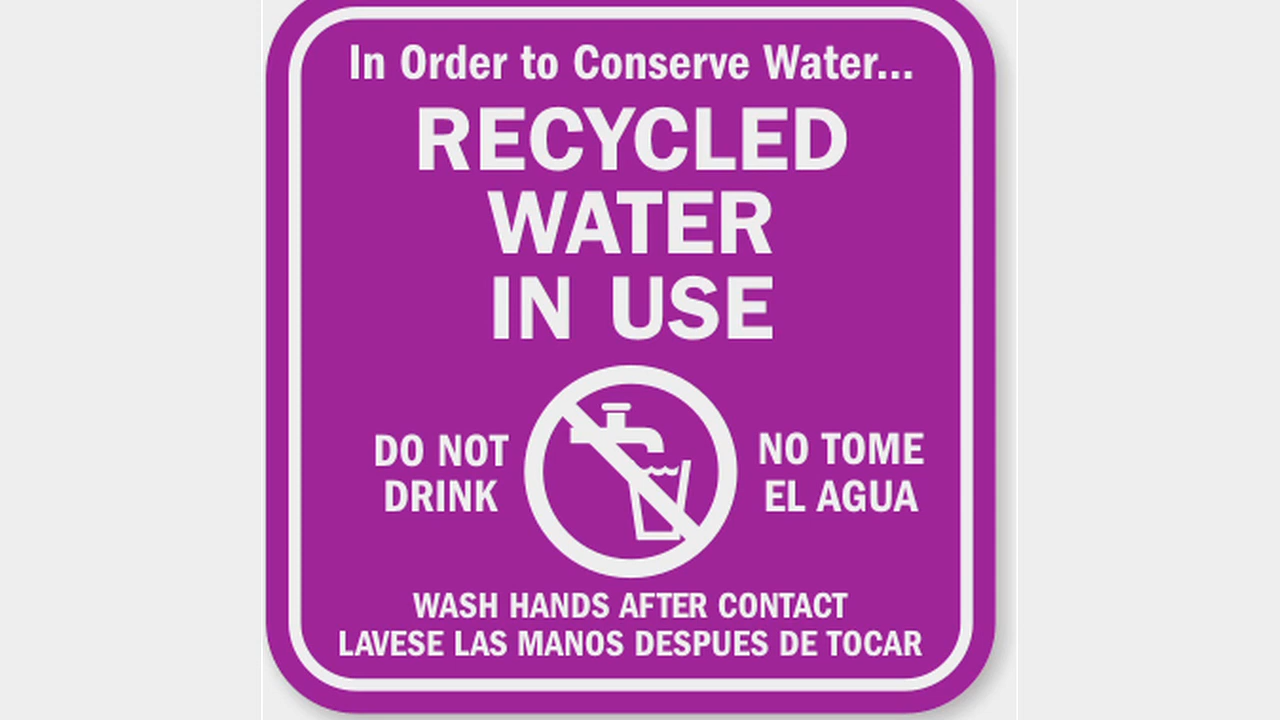 In Order to Conserve Water...
RECYCLED
WATER
IN USE
DO NOT
DRINK
NO TOME
EL AGUA
WASH HANDS AFTER CONTACT
LAVESE LAS MANOS DESPUES DE TOCAR